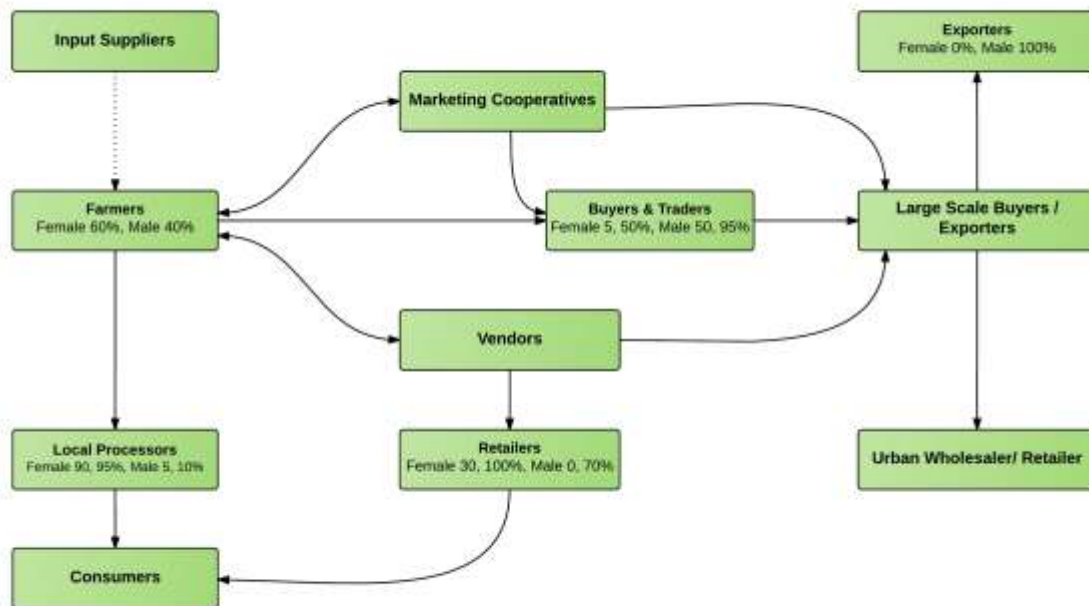 Input Suppliers
Exporters
Female 0%, Male 100%
Marketing Cooperatives
Farmers
Female 60%, Male 40%
Buyers & Traders
Female 5, 50%, Male 50, 95%
Large Scale Buyers /
Exporters
Vendors
Local Processors
Female 90, 95%, Male 5, 10%
Retailers
Female 30, 100%, Male 0, 70%
Urban Wholesaler/ Retailer
Consumers